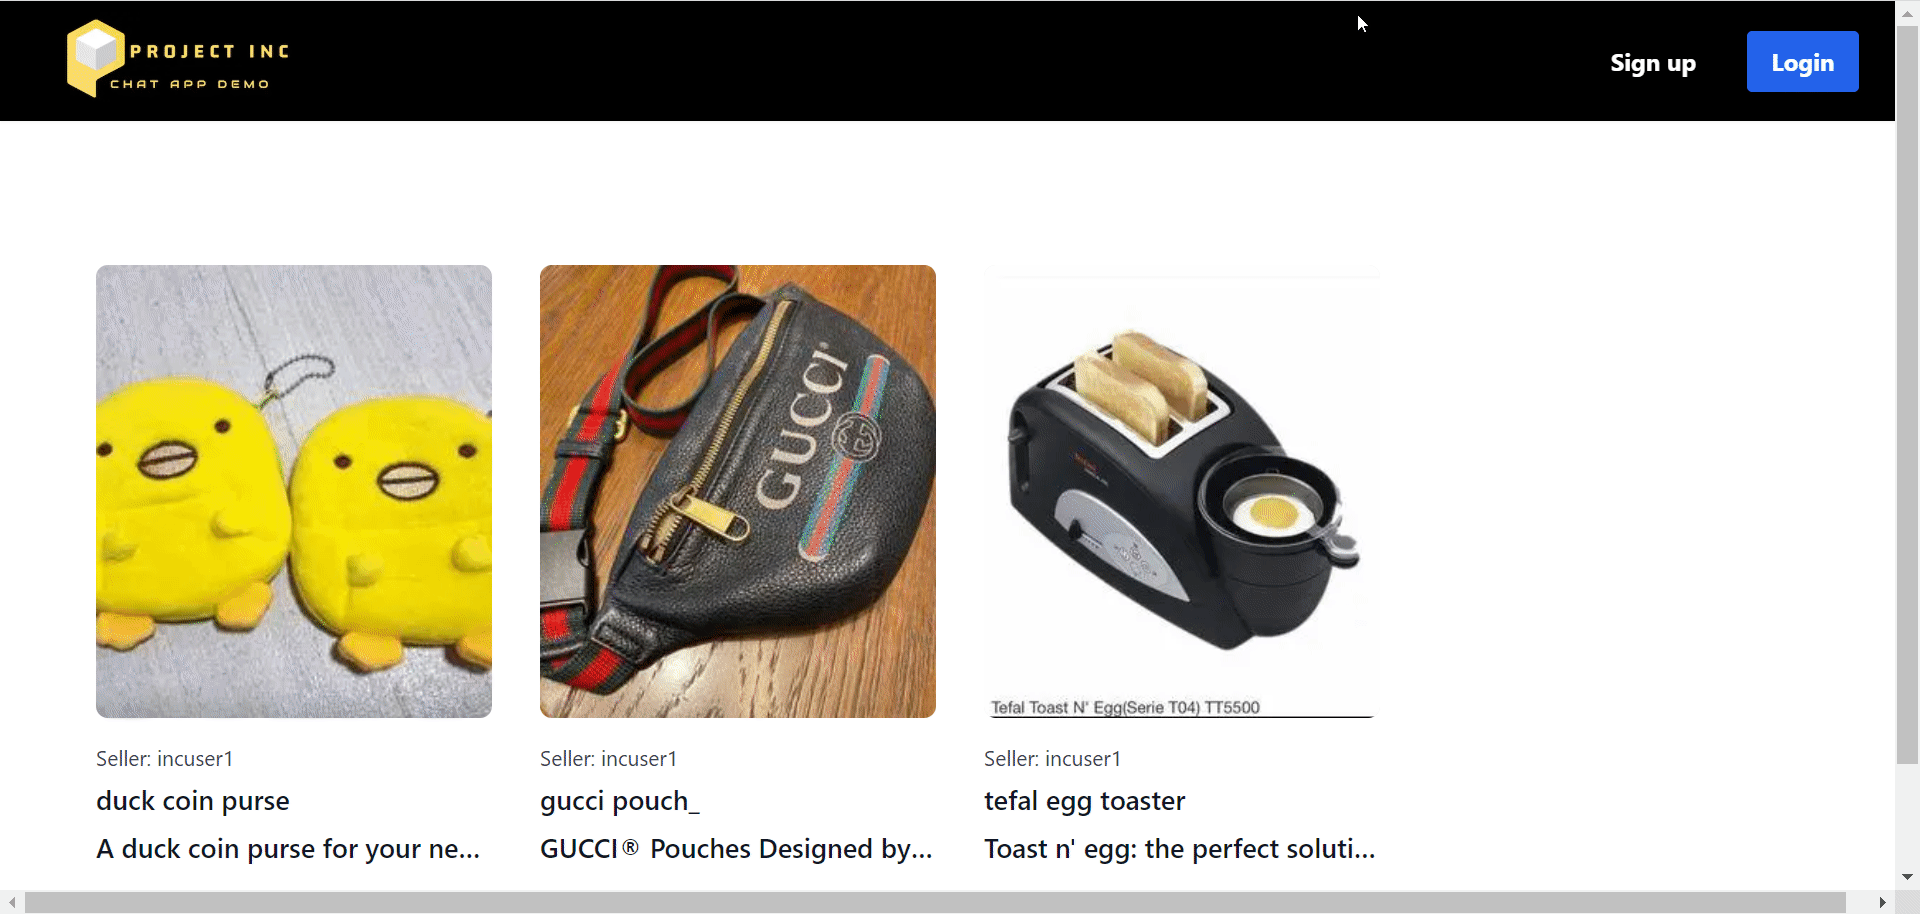 PROJECT INC
CHAT APP DEMO
Sign up
Login
GUCCI
Tefal Toast N' Egg(Serie T04) TT5500
Seller: incuser1
duck coin purse
A duck coin purse for your ne...
Seller: incuser1
gucci pouch_
GUCCI® Pouches Designed by...
Seller: incuser1
tefal egg toaster
Toast n' egg: the perfect soluti...